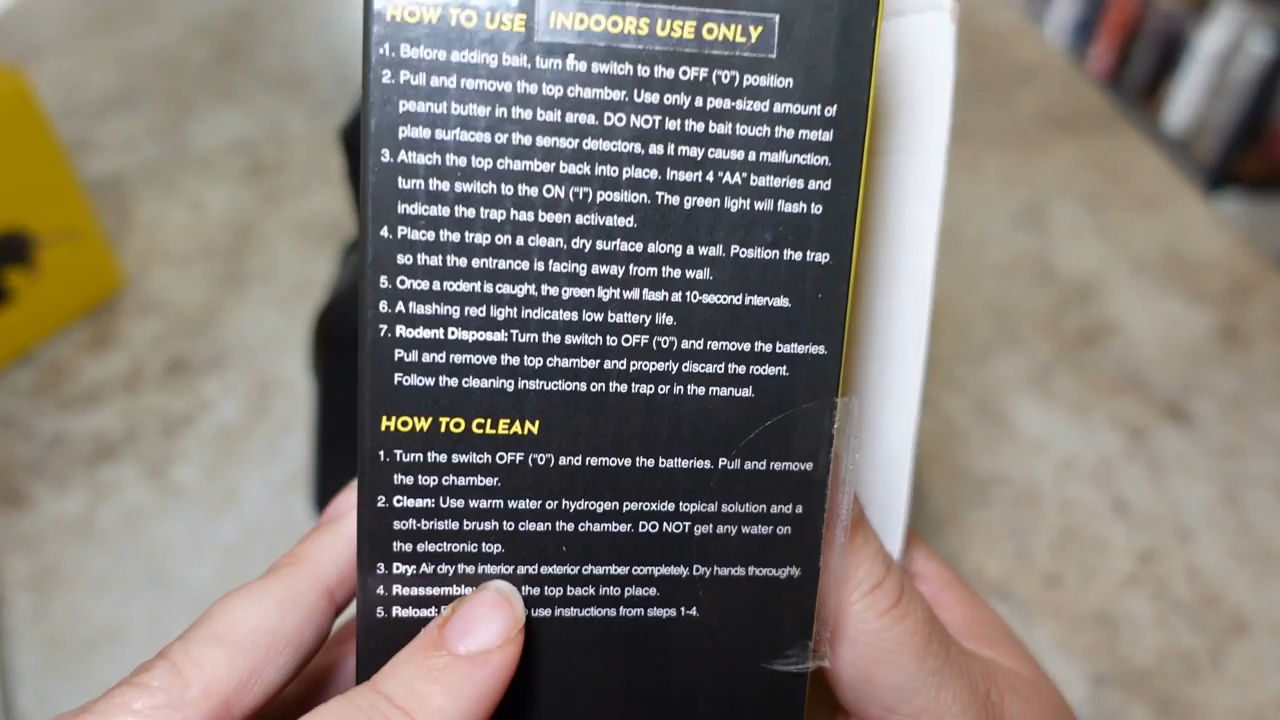 HOW TO USE INDOORS USE ONLY
1. Before adding bait, turn the switch to the OFF ("0") position
2. Pull and remove the top chamber. Use only a pea-sized amount of
peanut butter in the bait area. DO NOT let the bait touch the metal
plate surfaces or the sensor detectors, as it may cause a malfunction.
3. Attach the top chamber back into place. Insert 4 "AA" batteries and
turn the switch to the ON ("I") position. The green light will flash to
indicate the trap has been activated.
4. Place the trap on a clean, dry surface along a wall. Position the trap
so that the entrance is facing away from the wall.
5. Once a rodent is caught, the green light will flash at 10-second intervals.
6. A flashing red light indicates low battery life.
7. Rodent Disposal: Turn the switch to OFF ("0") and remove the batteries.
Pull and remove the top chamber and properly discard the rodent.
Follow the cleaning instructions on the trap or in the manual.
HOW TO CLEAN
1. Turn the switch OFF ("0") and remove the batteries. Pull and remove
the top chamber.
2. Clean: Use warm water or hydrogen peroxide topical solution and a
soft-bristle brush to clean the chamber. DO NOT get any water on
the electronic top.
3. Dry: Air dry the interior and exterior chamber completely. Dry hands thoroughly.
4. Reassemble: the top back into place.
5. Reload: use instructions from steps 1-4.